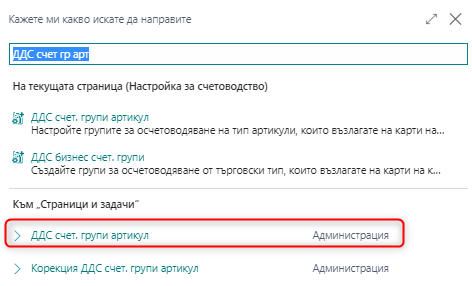 Кажете ми какво искате да направите
ДДС счет гр арт
На текущата страница (Настройка за счетоводство)
ДДС счет. групи артикул
Настройте групите за осчетоводяване на тип артикули, които възлагате на карти на...
ДДС бизнес счет. групи
Създайте групи за осчетоводяване от търговски тип, които възлагате на карти на к...
Към „Страници и задачи“
ДДС счет. групи артикул Администрация
Корекция ДДС счет. групи артикул Администрация